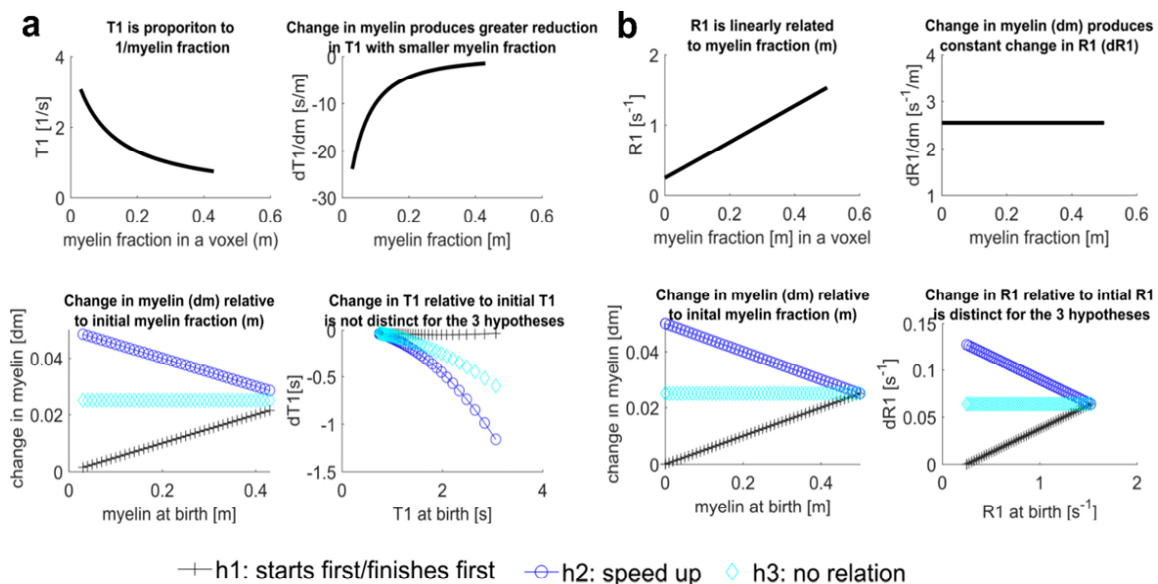 a
T1 is proporiton to
1/myelin fraction
4
2
0
T1 [1/s]
0 0.2 0.4 0.6
myelin fraction in a voxel (m)
Change in myelin produces greater reduction
in T1 with smaller myelin fraction
0
-10
-20
-30
dT1/dm [s/m]
0 0.2 0.4 0.6
myelin fraction [m]
b
R1 is linearly related
to myelin fraction (m)
2
1
0
R1 [s-1]
0 0.2 0.4 0.6
myelin fraction [m] in a voxel
Change in myelin (dm) produces
constant change in R1 (dR1)
4
3
2
1
dR1/dm [s-1/m]
0 0.2 0.4 0.6
myelin fraction [m]
Change in myelin (dm) relative
to initial myelin fraction (m)
0.04
0.02
0
change in myelin [dm]
0 0.2 0.4
myelin at birth [m]
Change in T1 relative to initial T1
is not distinct for the 3 hypotheses
0
-0.5
-1
-1.5
dT1[s]
0 2 4
T1 at birth [s]
Change in myelin (dm) relative
to inital myelin fraction (m)
0.04
0.02
0
change in myelin [dm]
0 0.2 0.4
myelin at birth [m]
Change in R1 relative to intial R1
is distinct for the 3 hypotheses
0.15
0.1
0.05
0
dR1 [s-1]
0 1 2
R1 at birth [s-1]
h1: starts first/finishes first h2: speed up h3: no relation